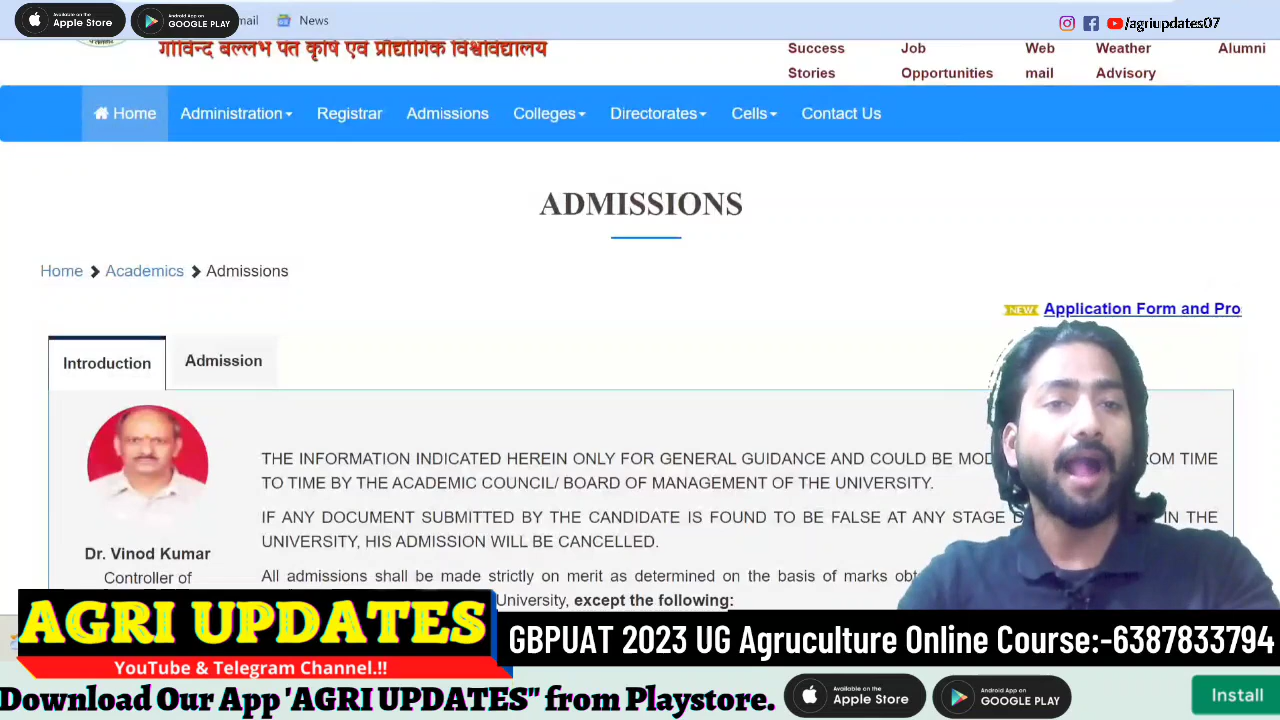 Available on the
Apple Store
Android App on
GOOGLE PLAY
mail
News
/agriupdates07
गोविन्द बल्लभ पंत कृषि एवं प्रौद्योगिक विश्वविद्यालय
Success Stories
Job Opportunities
Web mail
Weather Advisory
Alumni
Home
Administration
Registrar
Admissions
Colleges
Directorates
Cells
Contact Us
ADMISSIONS
Home
Academics
Admissions
NEW
Application Form and Pro
Introduction
Admission
THE INFORMATION INDICATED HEREIN ONLY FOR GENERAL GUIDANCE AND COULD BE MOD ROM TIME
TO TIME BY THE ACADEMIC COUNCIL/ BOARD OF MANAGEMENT OF THE UNIVERSITY.
IF ANY DOCUMENT SUBMITTED BY THE CANDIDATE IS FOUND TO BE FALSE AT ANY STAGE D IN THE
UNIVERSITY, HIS ADMISSION WILL BE CANCELLED.
Dr. Vinod Kumar
Controller of
All admissions shall be made strictly on merit as determined on the basis of marks obt
University, except the following:
AGRI UPDATES
YouTube & Telegram Channel.!!
GBPUAT 2023 UG Agruculture Online Course:-6387833794
Download Our App 'AGRI UPDATES" from Playstore.
Available on the
Apple Store
Android App on
GOOGLE PLAY
Install